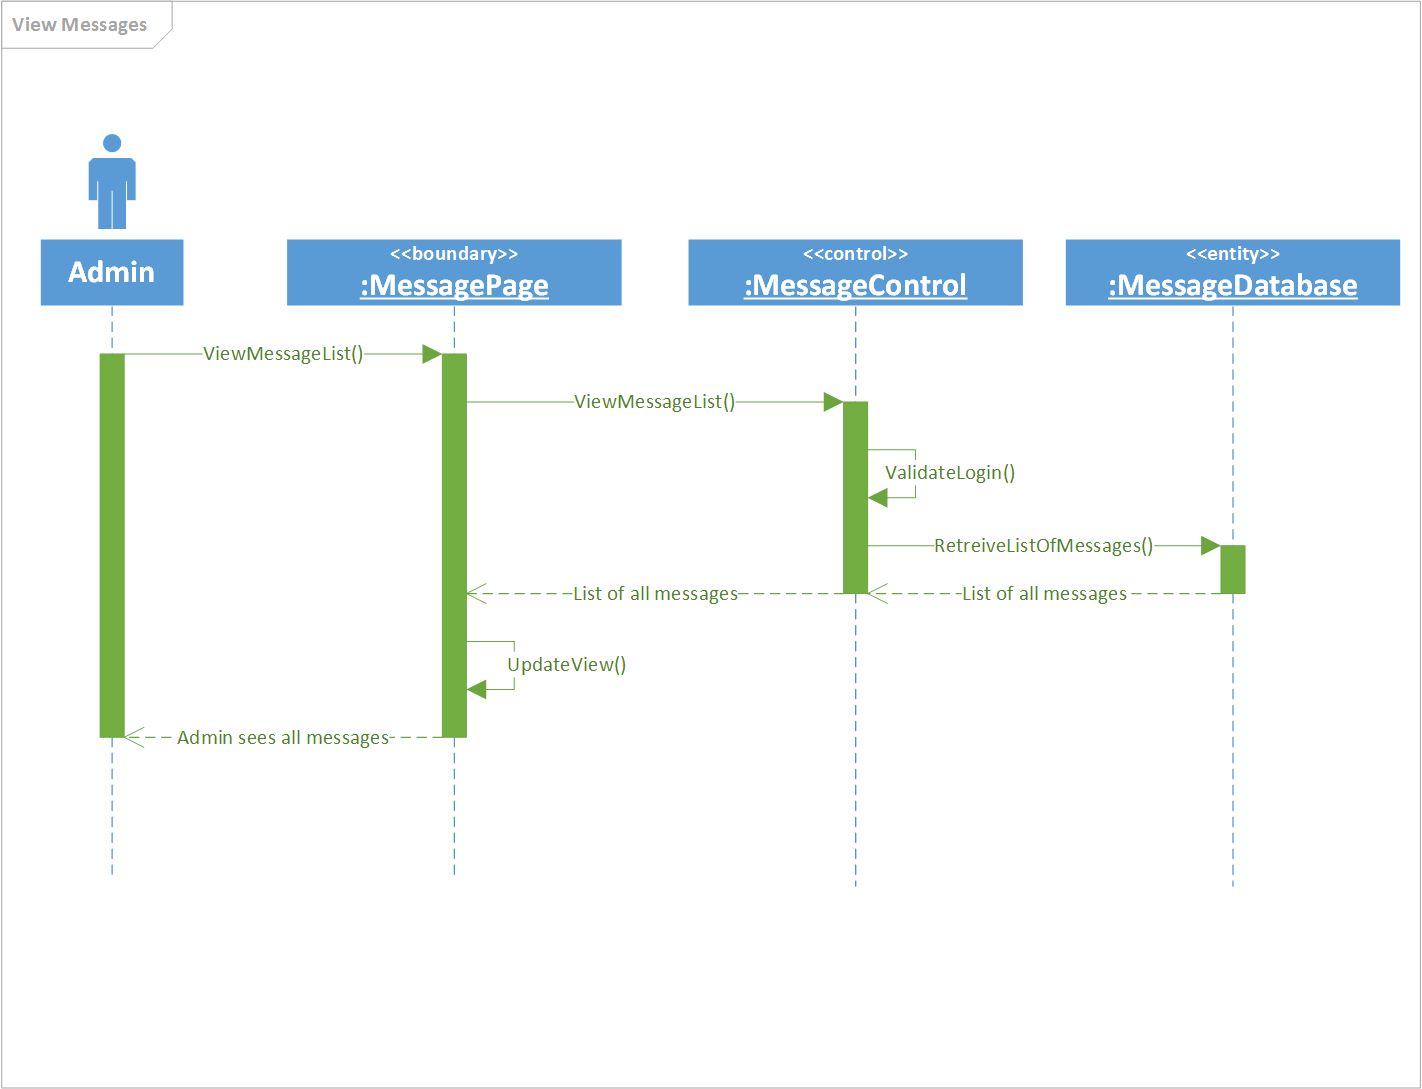 View Messages
Admin
<<boundary>>
:MessagePage
<<control>>
:MessageControl
<<entity>>
:MessageDatabase
ViewMessageList()
ViewMessageList()
ValidateLogin()
RetreiveListOfMessages()
List of all messages
List of all messages
UpdateView()
Admin sees all messages